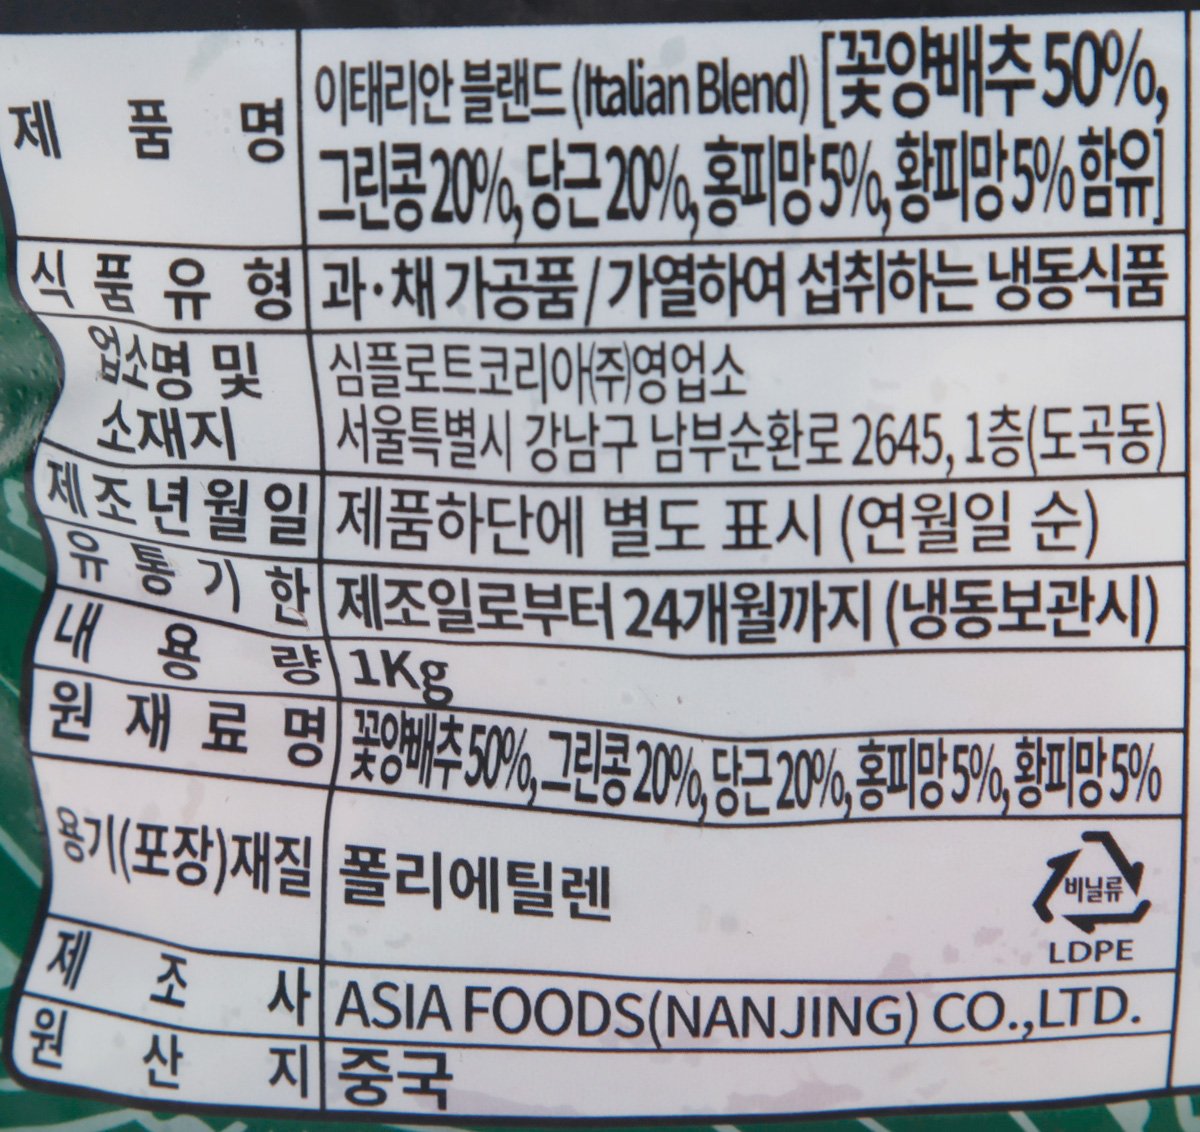 제 품 명 이태리안 블랜드 (Italian Blend) [꽃양배추 50%,
그린콩 20%, 당근 20%, 홍피망 5%, 황피망 5% 함유]
식 품 유 형 과·채 가공품 / 가열하여 섭취하는 냉동식품
업소명 및 심플로트코리아(주)영업소
소재지 서울특별시 강남구 남부순환로 2645, 1층(도곡동)
제조년월일 제품하단에 별도 표시 (연월일 순)
유 통 기 한 제조일로부터 24개월까지 (냉동보관시)
내 용 량 1Kg
원 재 료 명 꽃양배추 50%, 그린콩 20%, 당근 20%, 홍피망 5%, 황피망 5%
용기(포장)재질 폴리에틸렌 비닐류
LDPE
제 조 사 ASIA FOODS(NANJING) CO.,LTD.
원 산 지 중국